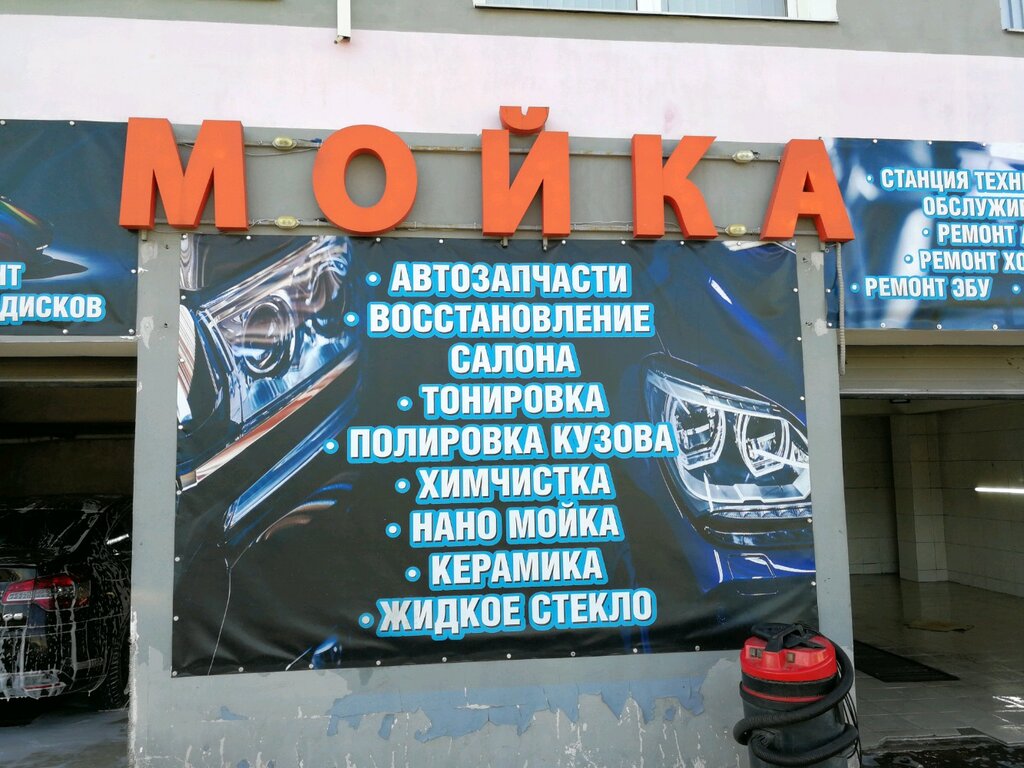 МОЙКА
• АВТОЗАПЧАСТИ
• ВОССТАНОВЛЕНИЕ
САЛОНА
• ТОНИРОВКА
• ПОЛИРОВКА КУЗОВА
• ХИМЧИСТКА
• НАНО МОЙКА
• КЕРАМИКА
• ЖИДКОЕ СТЕКЛО
НТ
ДИСКОВ
• СТАНЦИЯ ТЕХНИ
ОБСЛУЖИ
• РЕМОНТ
• РЕМОНТ ХО
• РЕМОНТ ЭБУ •